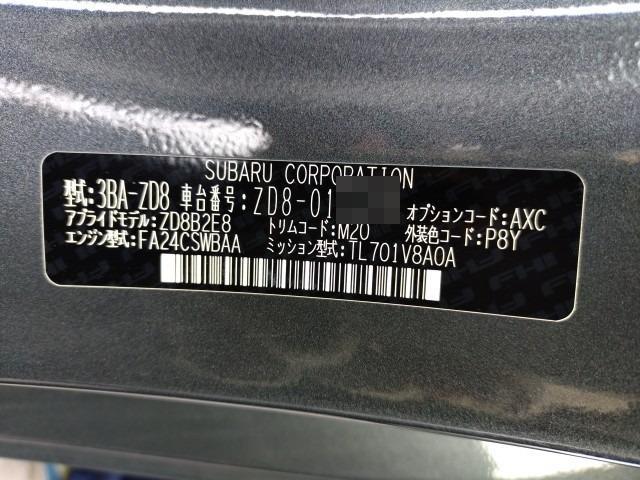 SUBARU CORPORATION
型式:3BA-ZD8 車台番号:ZD8-01 オプションコード:AXC
アプライドモデル:ZD8B2E8 トリムコード:M20 外装色コード:P8Y
エンジン型式:FA24CSWBAA ミッション型式:TL701V8A0A